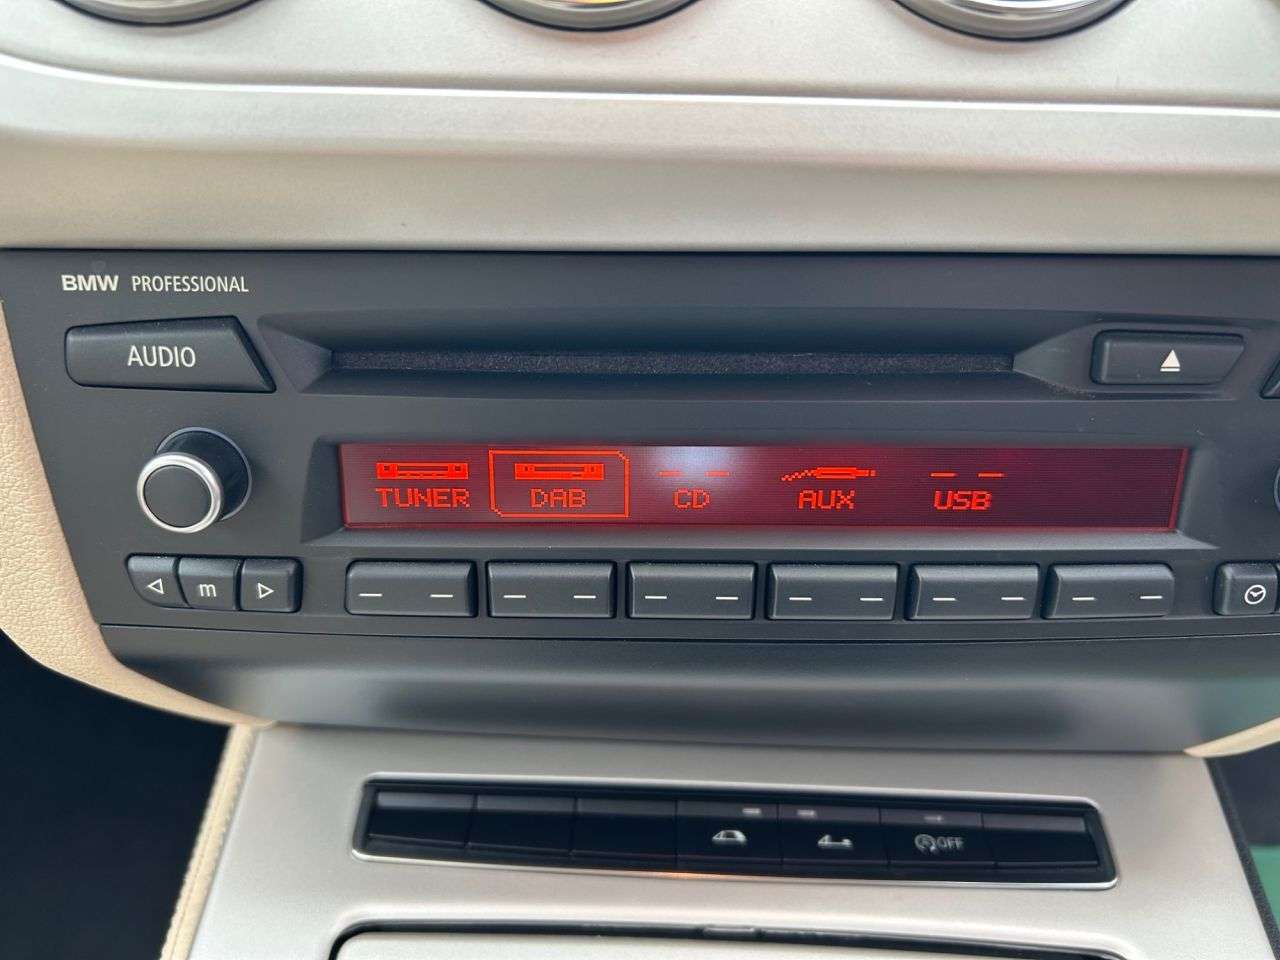 BMW PROFESSIONAL
AUDIO
TUNER DAB CD AUX USB
m
OFF